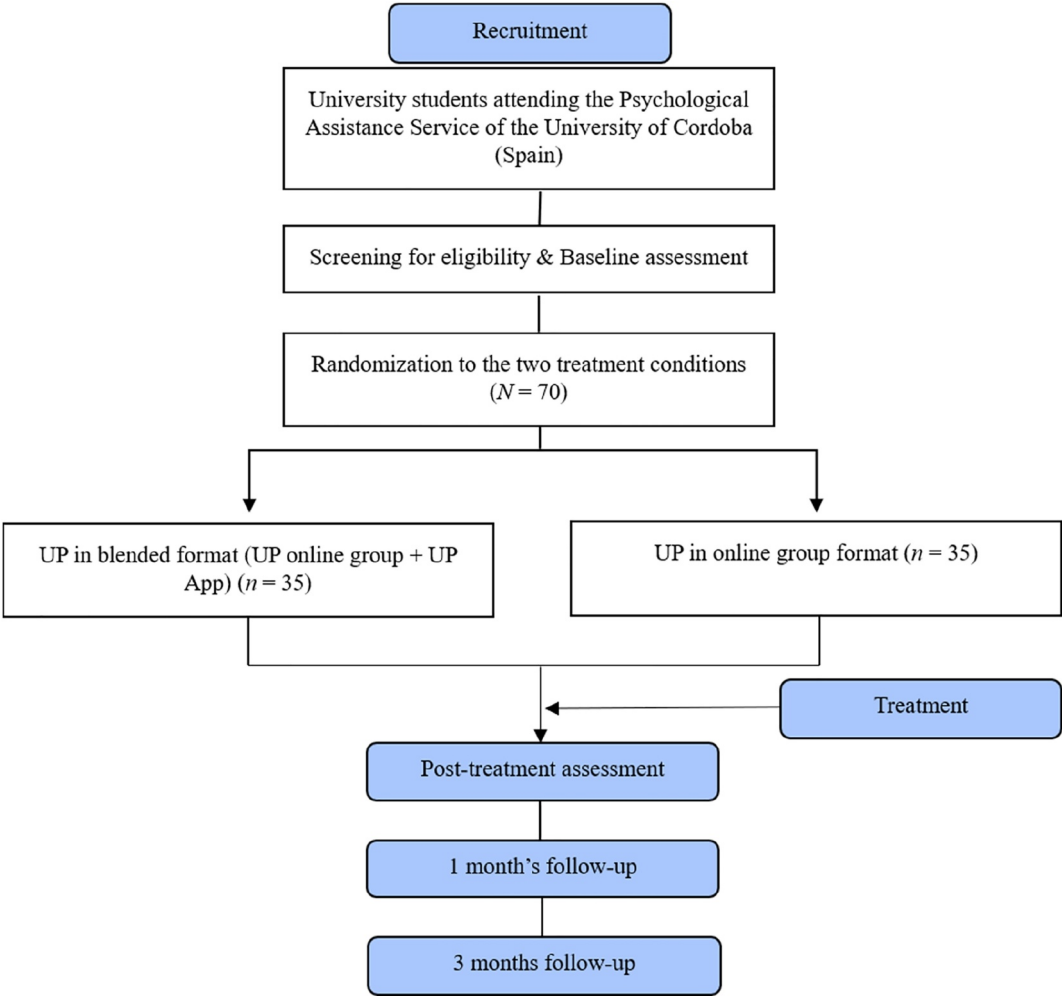 Recruitment
University students attending the Psychological
Assistance Service of the University of Cordoba
(Spain)
Screening for eligibility & Baseline assessment
Randomization to the two treatment conditions
(N = 70)
UP in blended format (UP online group + UP
App) (n = 35)
UP in online group format (n = 35)
Treatment
Post-treatment assessment
1 month’s follow-up
3 months follow-up